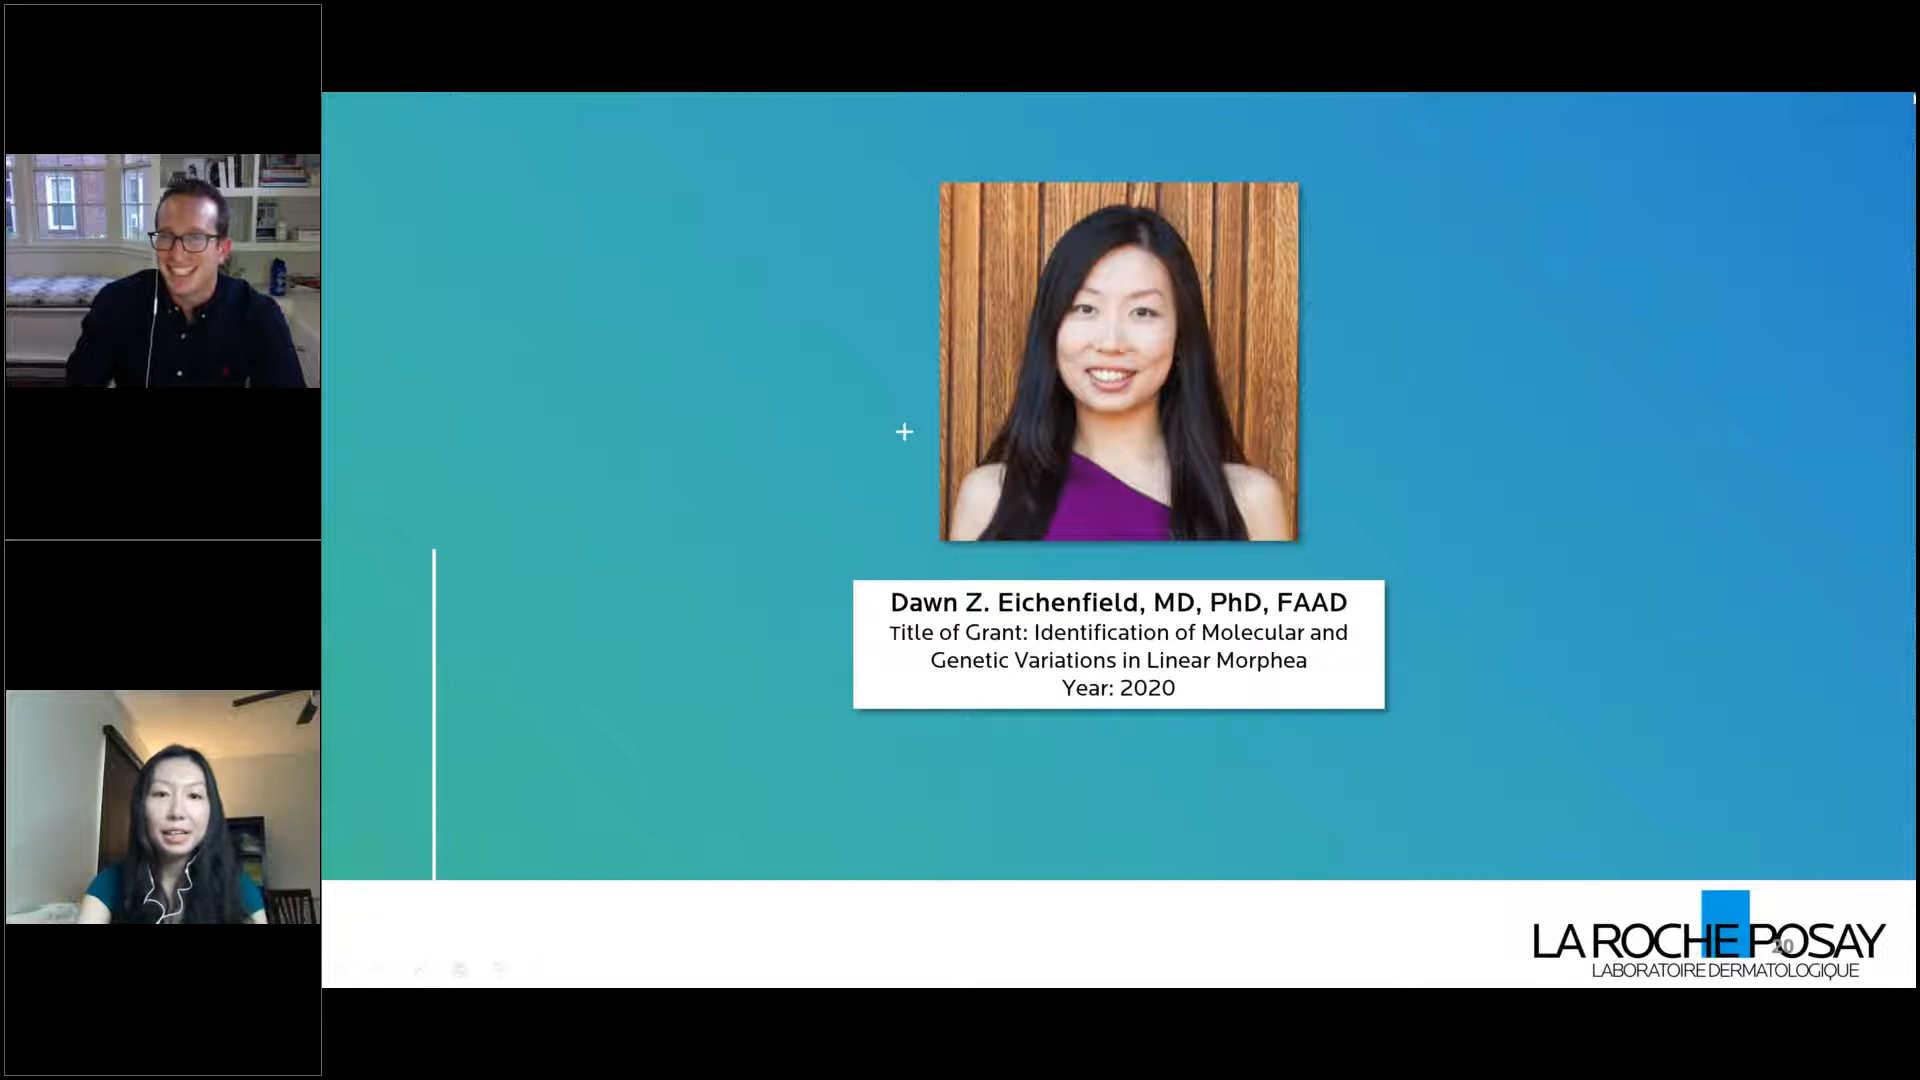 Dawn Z. Eichenfield, MD, PhD, FAAD
Title of Grant: Identification of Molecular and
Genetic Variations in Linear Morphea
Year: 2020
LA ROCHE POSAY
20
LABORATOIRE DERMATOLOGIQUE